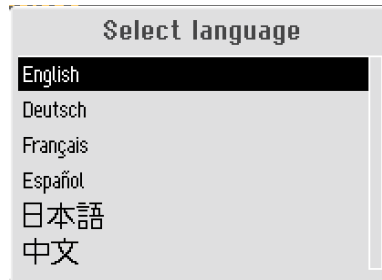 Select language
English
Deutsch
Français
Español
日本語
中文